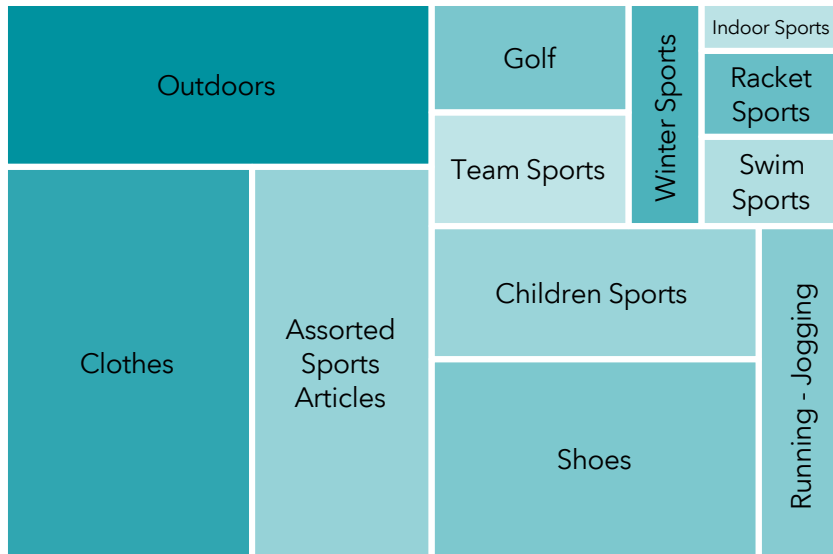 Outdoors
Clothes
Assorted
Sports
Articles
Golf
Team Sports
Winter Sports
Indoor Sports
Racket
Sports
Swim
Sports
Children Sports
Shoes
Running - Jogging